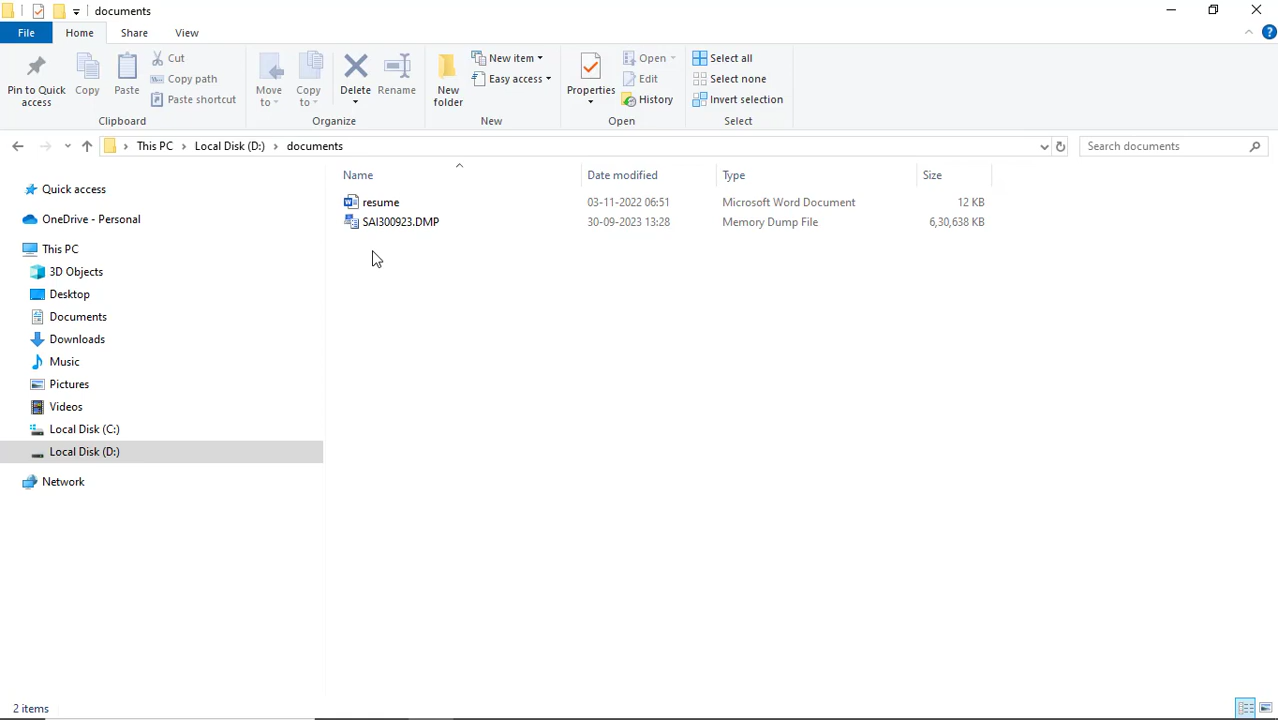 documents
File Home Share View
Pin to Quick access
Copy
Paste
Cut
Copy path
Paste shortcut
Clipboard
Move to
Copy to
Delete
Rename
Organize
New folder
New item
Easy access
New
Properties
Open
Edit
History
Open
Select all
Select none
Invert selection
Select
This PC Local Disk (D:) documents
Search documents
Quick access
OneDrive - Personal
This PC
3D Objects
Desktop
Documents
Downloads
Music
Pictures
Videos
Local Disk (C:)
Local Disk (D:)
Network
Name Date modified Type Size
resume 03-11-2022 06:51 Microsoft Word Document 12 KB
SAI300923.DMP 30-09-2023 13:28 Memory Dump File 6,30,638 KB
2 items